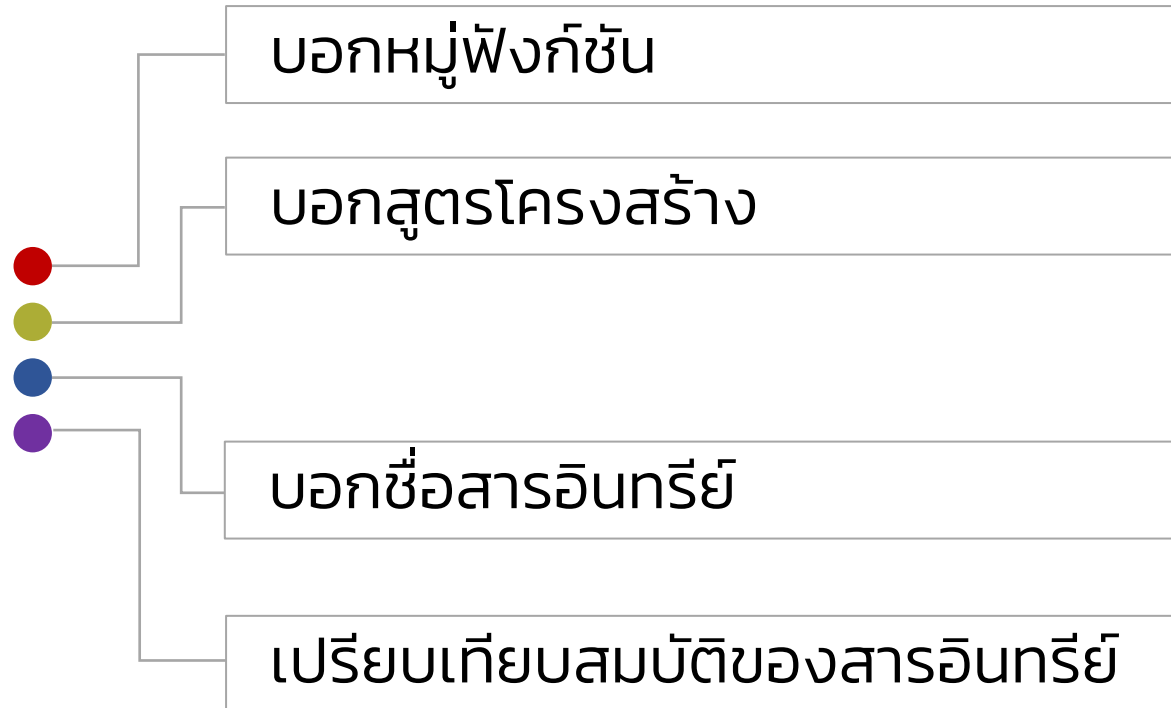 บอกหมู่ฟังก์ชัน
บอกสูตรโครงสร้าง
บอกชื่อสารอินทรีย์
เปรียบเทียบสมบัติของสารอินทรีย์